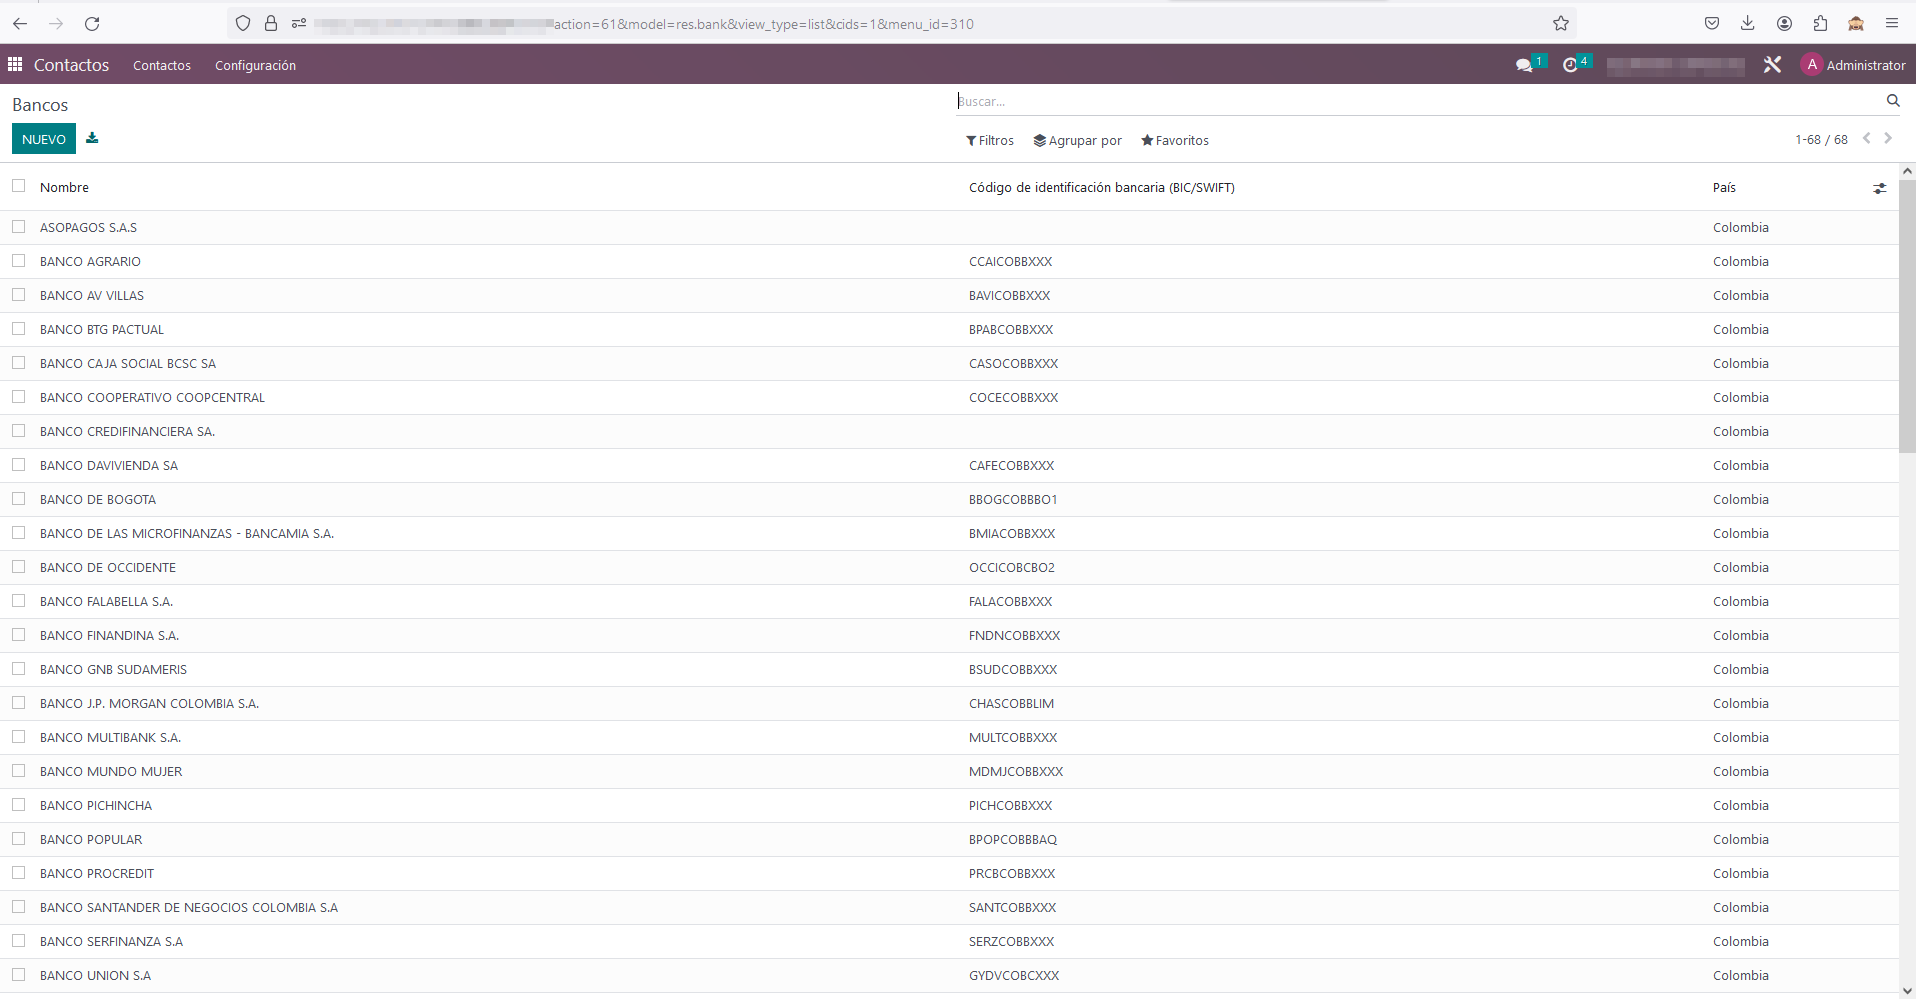 action=61&model=res.bank&view_type=list&cids=1&menu_id=310
Contactos Contactos Configuración 1 4 A Administrator
Bancos Buscar...
NUEVO Filtros Agrupar por Favoritos 1-68 / 68
Nombre Código de identificación bancaria (BIC/SWIFT) País
ASOPAGOS S.A.S Colombia
BANCO AGRARIO CCAICOBBXXX Colombia
BANCO AV VILLAS BAVICOBBXXX Colombia
BANCO BTG PACTUAL BPABCOBBXXX Colombia
BANCO CAJA SOCIAL BCSC SA CASOCOBBXXX Colombia
BANCO COOPERATIVO COOPCENTRAL COCECOBBXXX Colombia
BANCO CREDIFINANCIERA SA. Colombia
BANCO DAVIVIENDA SA CAFECOBBXXX Colombia
BANCO DE BOGOTA BBOGCOBBBO1 Colombia
BANCO DE LAS MICROFINANZAS - BANCAMIA S.A. BMIACOBBXXX Colombia
BANCO DE OCCIDENTE OCCICOBCBO2 Colombia
BANCO FALABELLA S.A. FALACOBBXXX Colombia
BANCO FINANDINA S.A. FNDNCOBBXXX Colombia
BANCO GNB SUDAMERIS BSUDCOBBXXX Colombia
BANCO J.P. MORGAN COLOMBIA S.A. CHASCOBBLIM Colombia
BANCO MULTIBANK S.A. MULTCOBBXXX Colombia
BANCO MUNDO MUJER MDMJCOBBXXX Colombia
BANCO PICHINCHA PICHCOBBXXX Colombia
BANCO POPULAR BPOPCOBBBAQ Colombia
BANCO PROCREDIT PRCBCOBBXXX Colombia
BANCO SANTANDER DE NEGOCIOS COLOMBIA S.A SANTCOBBXXX Colombia
BANCO SERFINANZA S.A SERZCOBBXXX Colombia
BANCO UNION S.A GYDVCOBCXXX Colombia